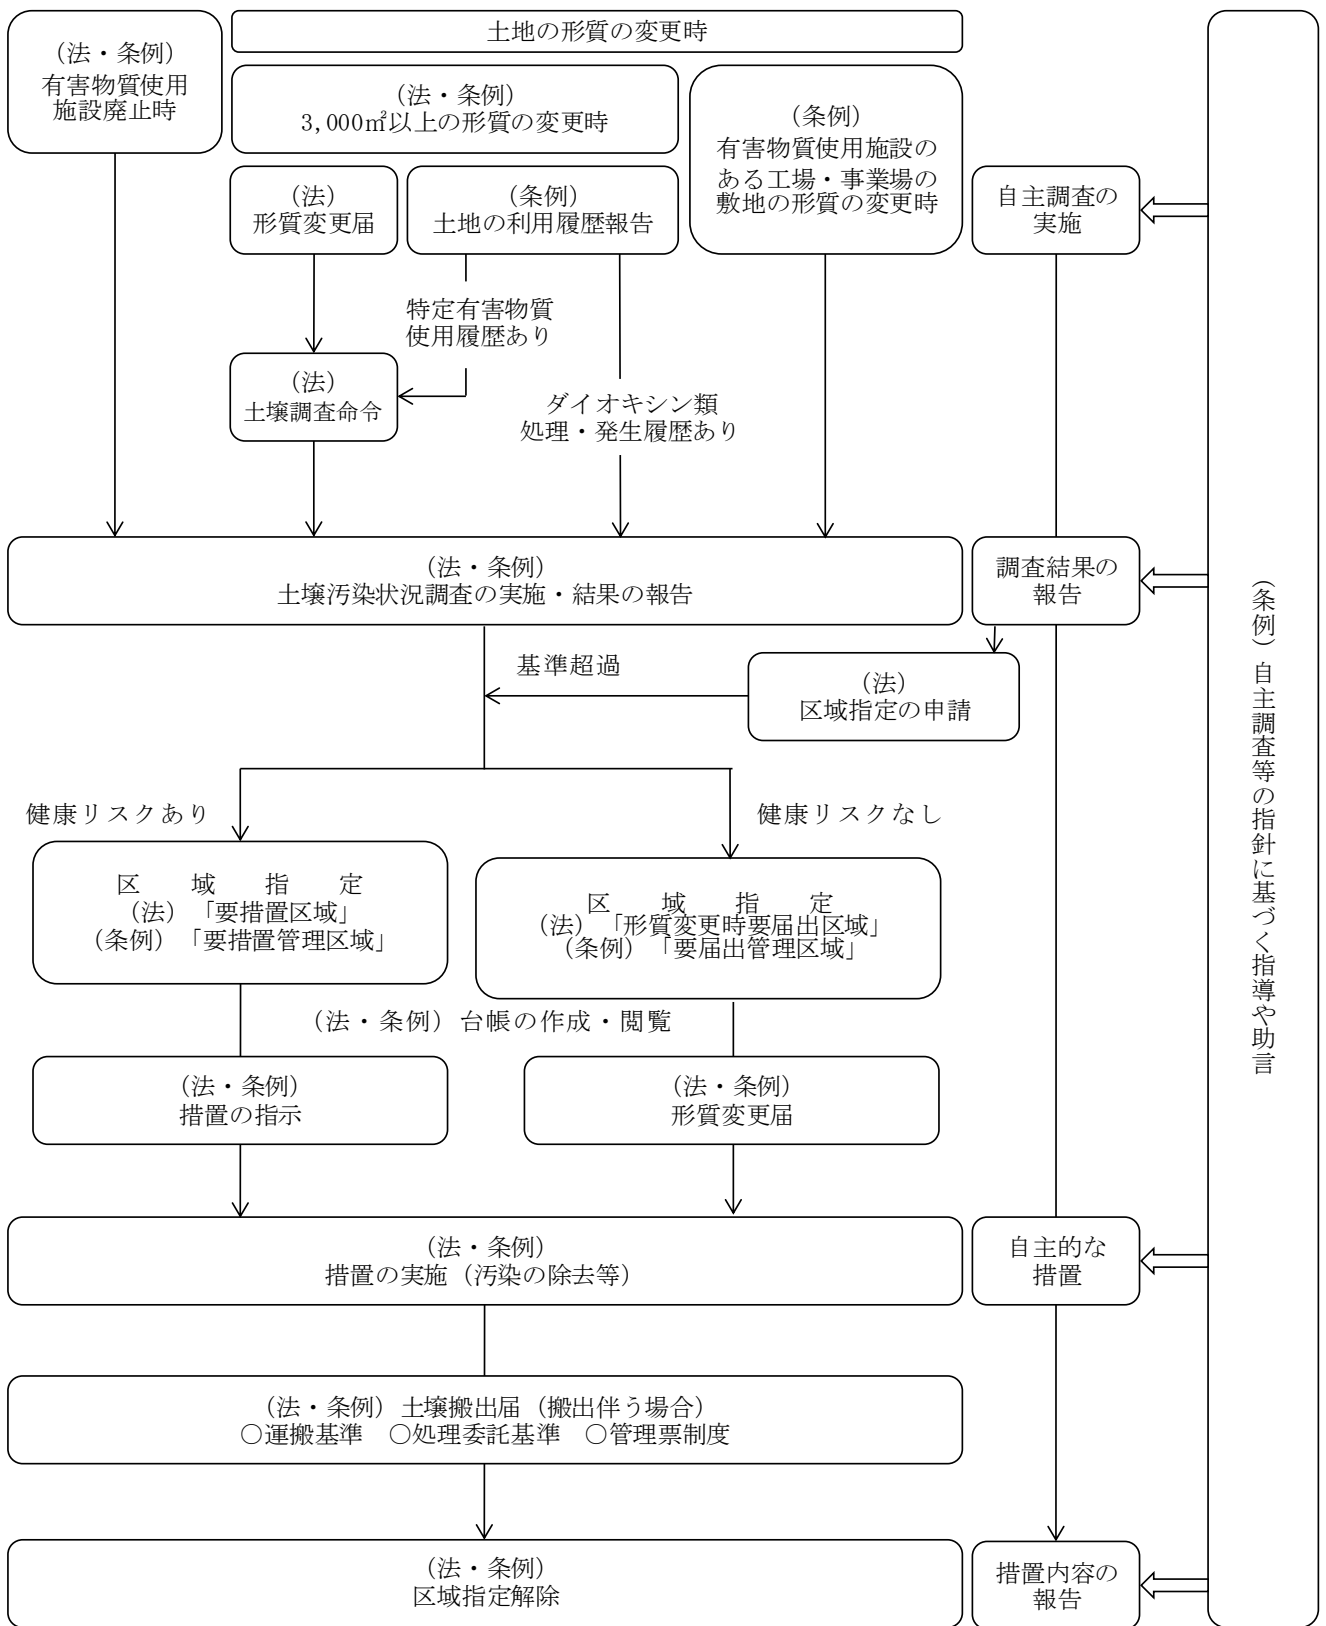 土地の形質の変更時
(法・条例)
有害物質使用
施設廃止時
(法・条例)
3,000㎡以上の形質の変更時
(条例)
有害物質使用施設の
ある工場・事業場の
敷地の形質の変更時
(法)
形質変更届
(条例)
土地の利用履歴報告
自主調査の
実施
特定有害物質
使用履歴あり
(法)
土壌調査命令
ダイオキシン類
処理・発生履歴あり
(法・条例)
土壌汚染状況調査の実施・結果の報告
調査結果の
報告
基準超過
(法)
区域指定の申請
健康リスクあり
健康リスクなし
区 域 指 定
(法)「要措置区域」
(条例)「要措置管理区域」
区 域 指 定
(法)「形質変更時要届出区域」
(条例)「要届出管理区域」
(法・条例)台帳の作成・閲覧
(法・条例)
措置の指示
(法・条例)
形質変更届
(法・条例)
措置の実施(汚染の除去等)
自主的な
措置
(法・条例)土壌搬出届(搬出伴う場合)
○運搬基準 ○処理委託基準 ○管理票制度
(法・条例)
区域指定解除
措置内容の
報告
(条例)自主調査等の指針に基づく指導や助言